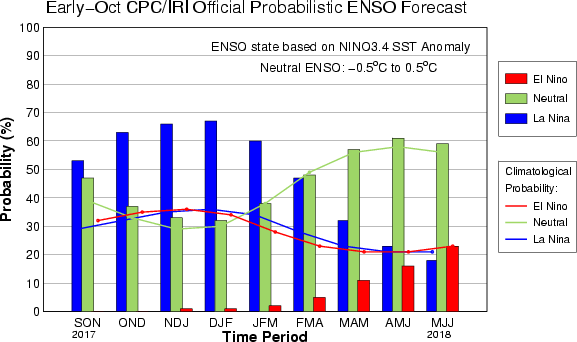 Early-Oct CPC/IRI Official Probabilistic ENSO Forecast
ENSO state based on NINO3.4 SST Anomaly
Neutral ENSO: -0.5°C to 0.5°C
Probability (%)
100
90
80
70
60
50
40
30
20
10
0
SON OND NDJ DJF JFM FMA MAM AMJ MJJ
2017 2018
Time Period
El Nino
Neutral
La Nina
Climatological
Probability:
El Nino
Neutral
La Nina